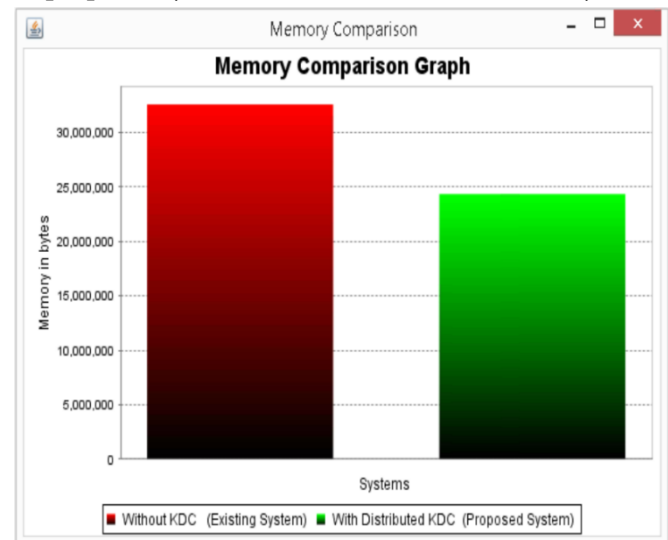 Memory Comparison
Memory Comparison Graph
30,000,000
25,000,000
20,000,000
15,000,000
10,000,000
5,000,000
0
Memory in bytes
Systems
Without KDC (Existing System) With Distributed KDC (Proposed System)